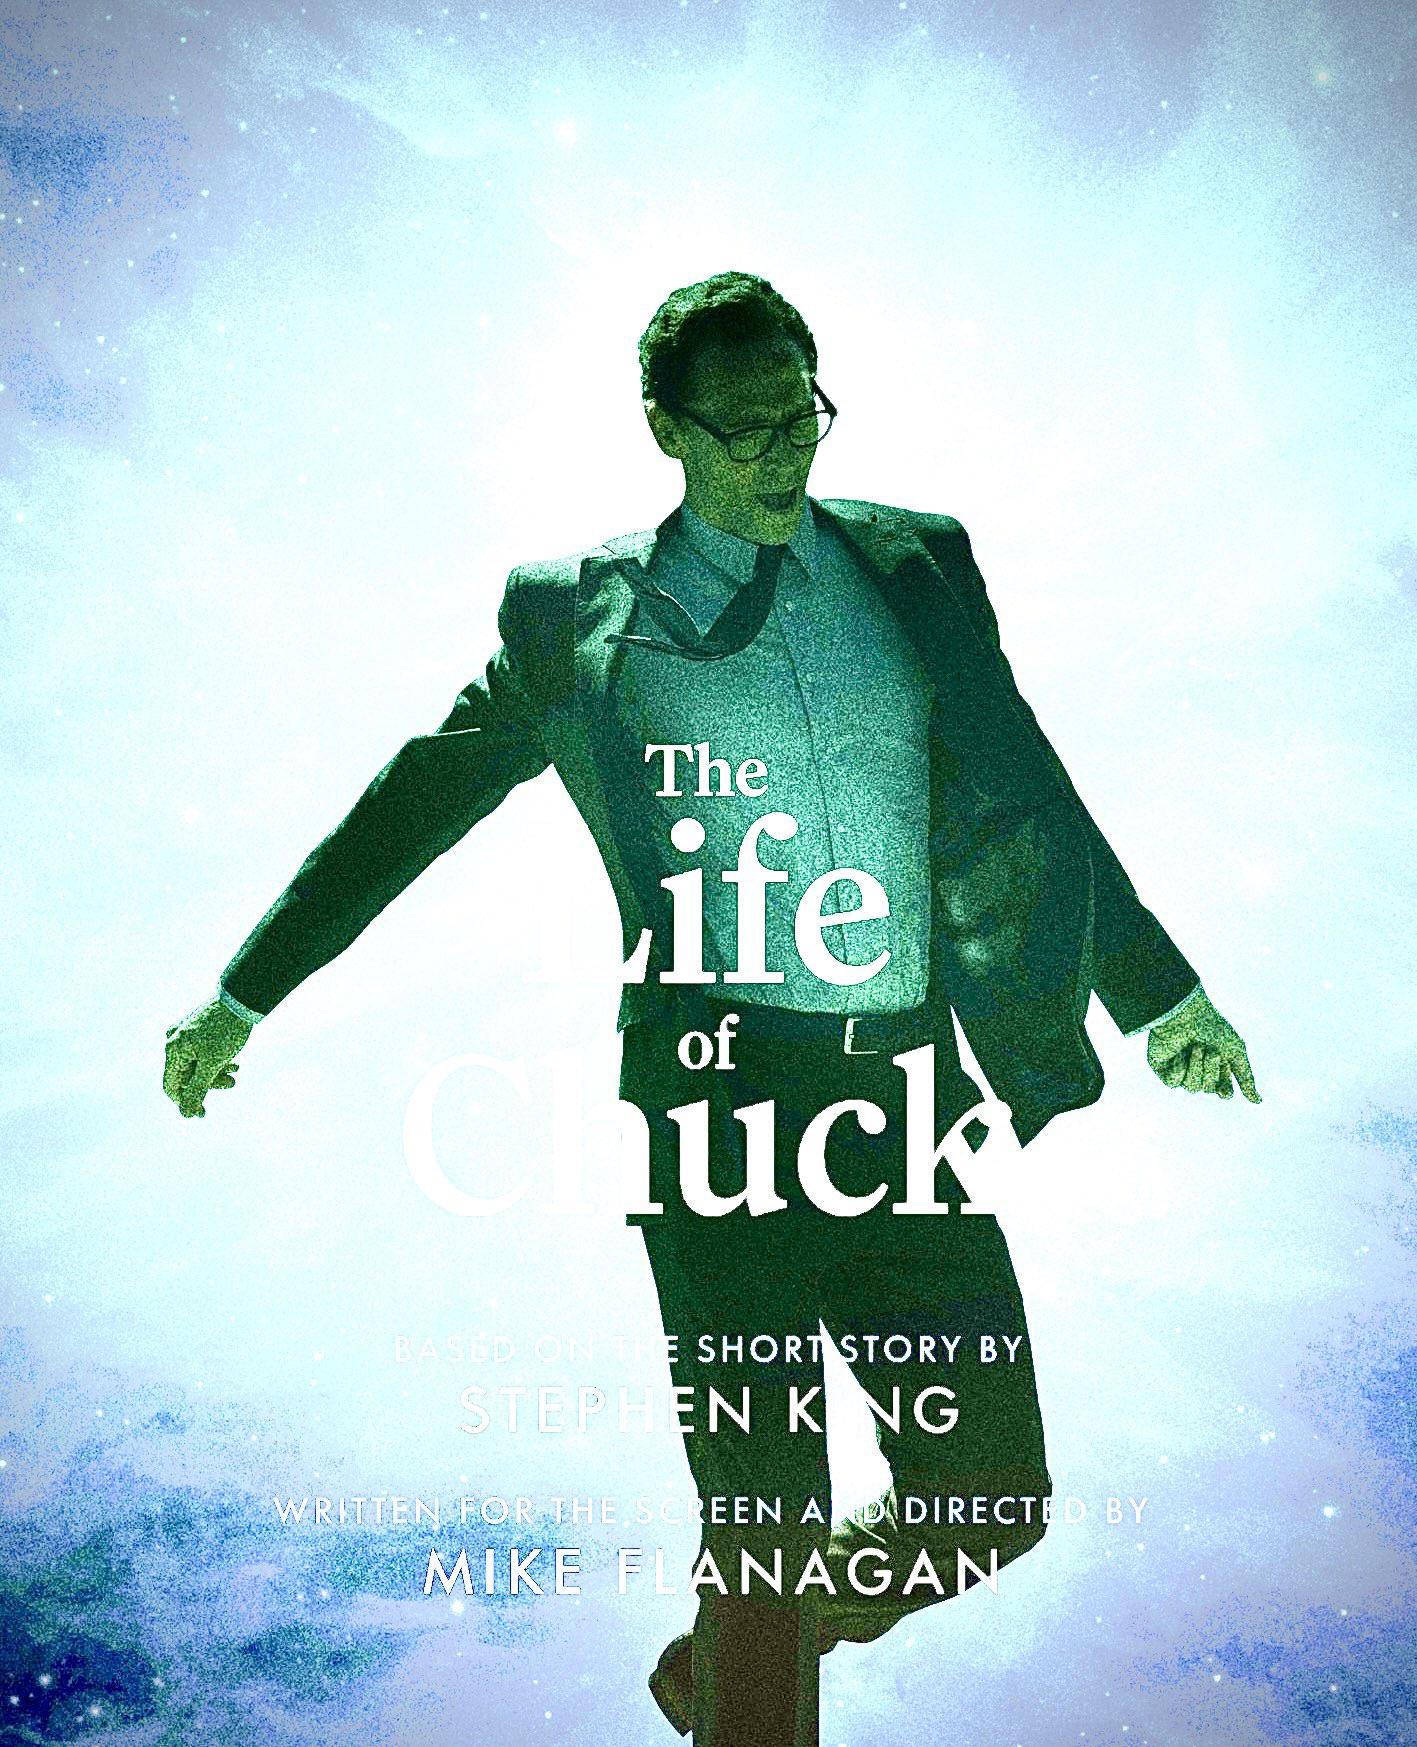 The
Life
of
Chuck
BASED ON THE SHORT STORY BY
STEPHEN KING
WRITTEN FOR THE SCREEN AND DIRECTED BY
MIKE FLANAGAN